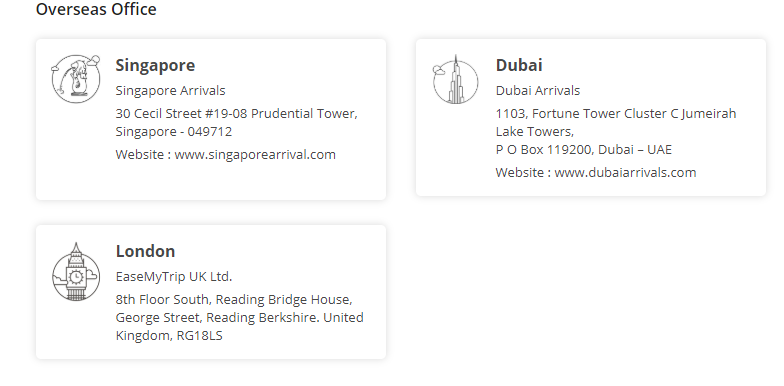 Overseas Office
Singapore
Singapore Arrivals
30 Cecil Street #19-08 Prudential Tower,
Singapore - 049712
Website : www.singaporearrival.com
Dubai
Dubai Arrivals
1103, Fortune Tower Cluster C Jumeirah
Lake Towers,
P O Box 119200, Dubai – UAE
Website : www.dubaiarrivals.com
London
EaseMyTrip UK Ltd.
8th Floor South, Reading Bridge House,
George Street, Reading Berkshire. United
Kingdom, RG18LS